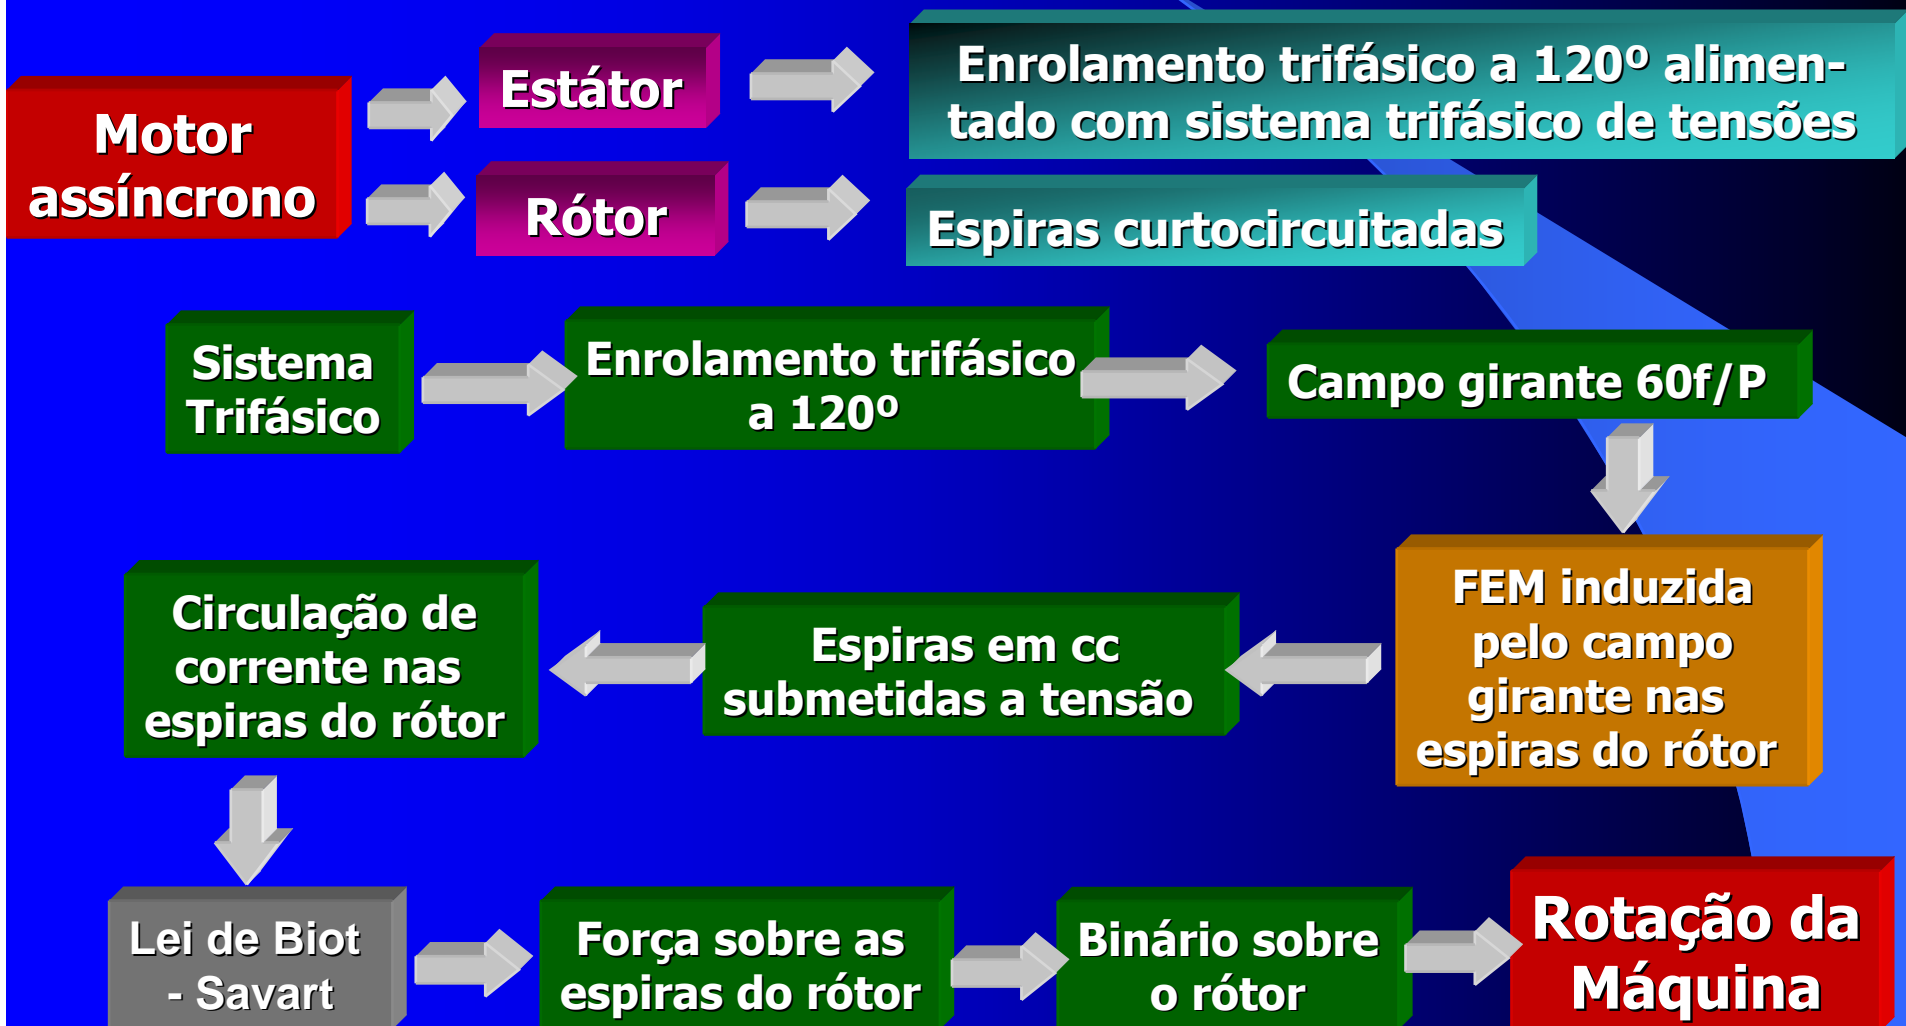 Motor
assíncrono
Estátor
Enrolamento trifásico a 120º alimen-
tado com sistema trifásico de tensões
Rótor
Espiras curtocircuitadas
Sistema
Trifásico
Enrolamento trifásico
a 120º
Campo girante 60f/P
FEM induzida
pelo campo
girante nas
espiras do rótor
Espiras em cc
submetidas a tensão
Circulação de
corrente nas
espiras do rótor
Lei de Biot
- Savart
Força sobre as
espiras do rótor
Binário sobre
o rótor
Rotação da
Máquina